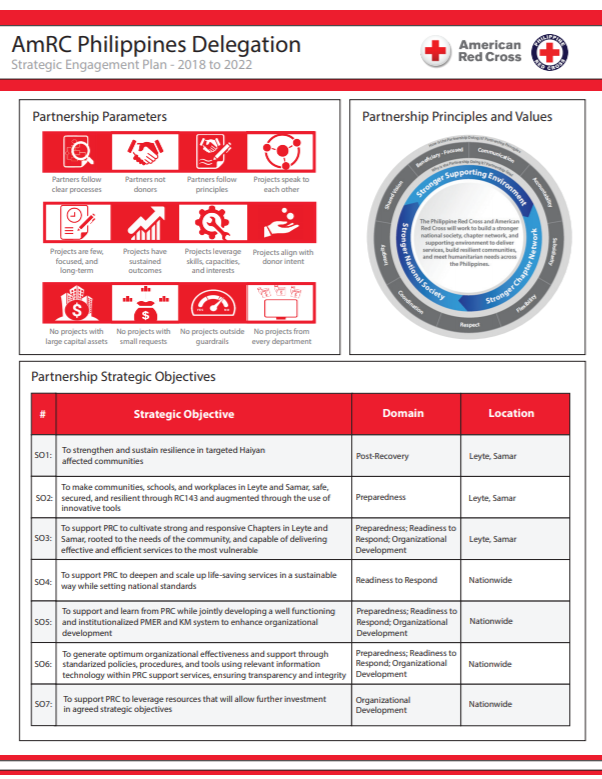 AmRC Philippines Delegation
Strategic Engagement Plan - 2018 to 2022
American
Red Cross
PHILIPPINE
RED CROSS
Partnership Parameters
Partners follow
clear processes
Partners not
donors
Partners follow
principles
Projects speak to
each other
Projects are few,
focused, and
long-term
Projects have
sustained
outcomes
Projects leverage
skills, capacities,
and interests
Projects align with
donor intent
No projects with
large capital assets
No projects with
small requests
No projects outside
guardrails
No projects from
every department
Partnership Principles and Values
Beneficiary - Focused
Communication
Accountability
Solidarity
Flexibility
Respect
Coordination
Shared Vision
Stronger Supporting Environment
Stronger Chapter Network
Stronger National Society
The Philippine Red Cross and American
Red Cross will work to build a stronger
national society, chapter network, and
supporting environment to deliver
services, build resilient communities,
and meet humanitarian needs across
the Philippines.
Partnership Strategic Objectives
# Strategic Objective Domain Location
SO1: To strengthen and sustain resilience in targeted Haiyan
affected communities
Post-Recovery
Leyte, Samar
SO2: To make communities, schools, and workplaces in Leyte and Samar, safe,
secured, and resilient through RC143 and augmented through the use of
innovative tools
Preparedness
Leyte, Samar
SO3: To support PRC to cultivate strong and responsive Chapters in Leyte and
Samar, rooted to the needs of the community, and capable of delivering
effective and efficient services to the most vulnerable
Preparedness; Readiness to
Respond; Organizational
Development
Leyte, Samar
SO4: To support PRC to deepen and scale up life-saving services in a sustainable
way while setting national standards
Readiness to Respond
Nationwide
SO5: To support and learn from PRC while jointly developing a well functioning
and institutionalized PMER and KM system to enhance organizational
development
Preparedness; Readiness to
Respond; Organizational
Development
Nationwide
SO6: To generate optimum organizational effectiveness and support through
standarized policies, procedures, and tools using relevant information
technology within PRC support services, ensuring transparency and integrity
Preparedness; Readiness to
Respond; Organizational
Development
Nationwide
SO7: To support PRC to leverage resources that will allow further investment
in agreed strategic objectives
Organizational
Development
Nationwide